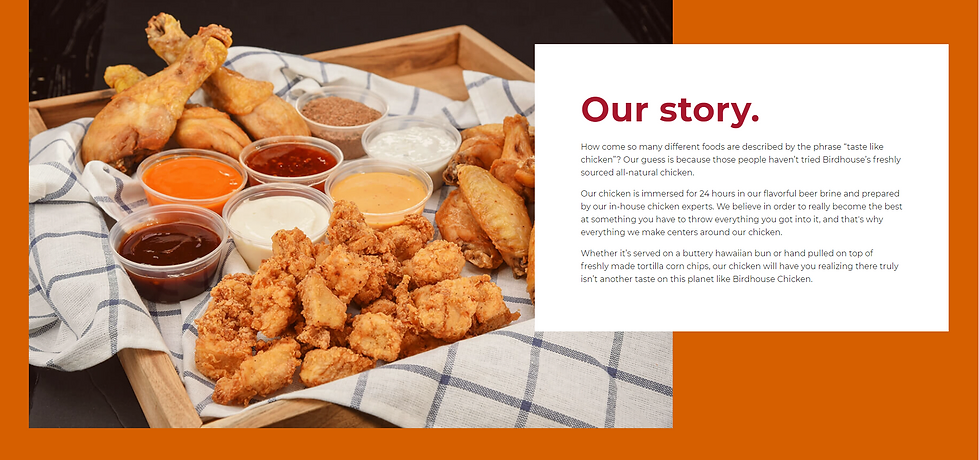 Our story.
How come so many different foods are described by the phrase “taste like
chicken”? Our guess is because those people haven’t tried Birdhouse’s freshly
sourced all-natural chicken.
Our chicken is immersed for 24 hours in our flavorful beer brine and prepared
by our in-house chicken experts. We believe in order to really become the best
at something you have to throw everything you got into it, and that's why
everything we make centers around our chicken.
Whether it’s served on a buttery hawaiian bun or hand pulled on top of
freshly made tortilla corn chips, our chicken will have you realizing there truly
isn’t another taste on this planet like Birdhouse Chicken.